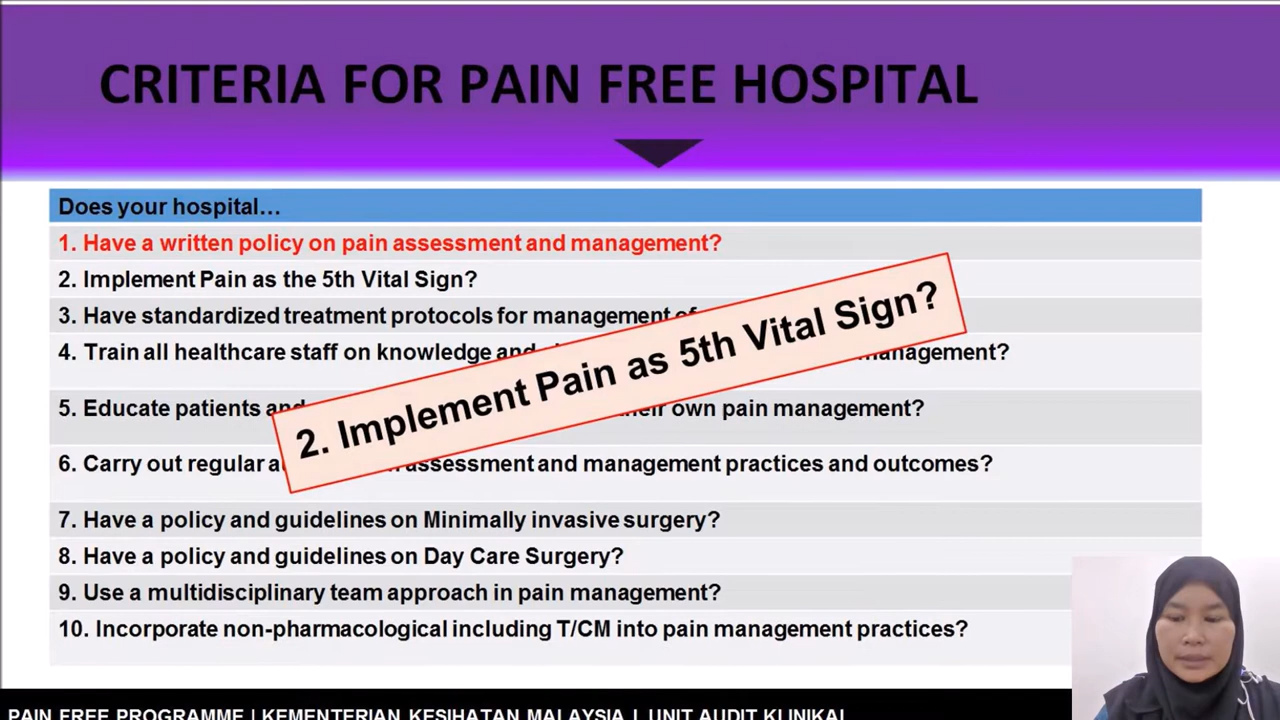 CRITERIA FOR PAIN FREE HOSPITAL
Does your hospital...
1. Have a written policy on pain assessment and management?
2. Implement Pain as the 5th Vital Sign?
3. Have standardized treatment protocols for management of
4. Train all healthcare staff on knowledge and management?
5. Educate patients and their own pain management?
6. Carry out regular assessment and management practices and outcomes?
2. Implement Pain as 5th Vital Sign?
7. Have a policy and guidelines on Minimally invasive surgery?
8. Have a policy and guidelines on Day Care Surgery?
9. Use a multidisciplinary team approach in pain management?
10. Incorporate non-pharmacological including T/CM into pain management practices?
PAIN FREE PROGRAMME | KEMENTERIAN KESIHATAN MALAYSIA | UNIT AUDIT KLINIKAL